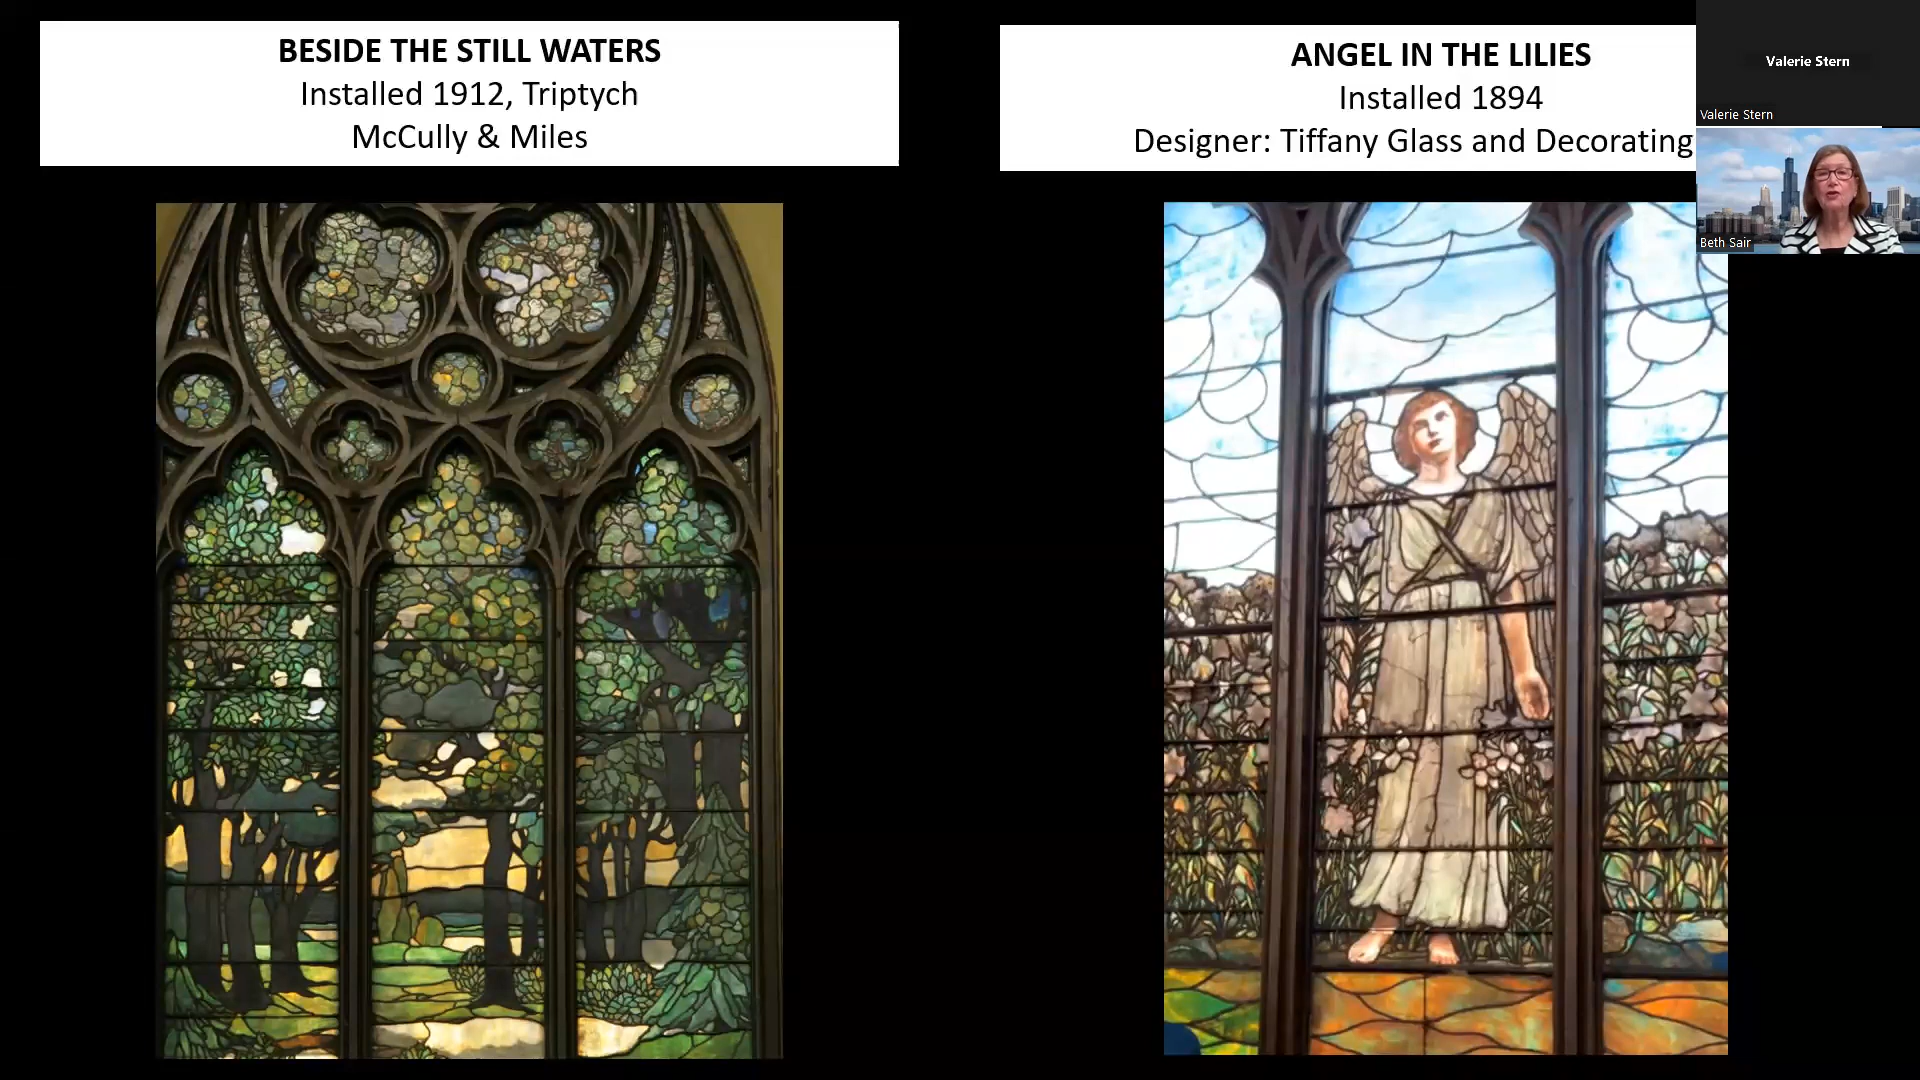 BESIDE THE STILL WATERS
Installed 1912, Triptych
McCully & Miles
ANGEL IN THE LILIES
Installed 1894
Designer: Tiffany Glass and Decorating
Valerie Stern
Valerie Stern
Beth Sair